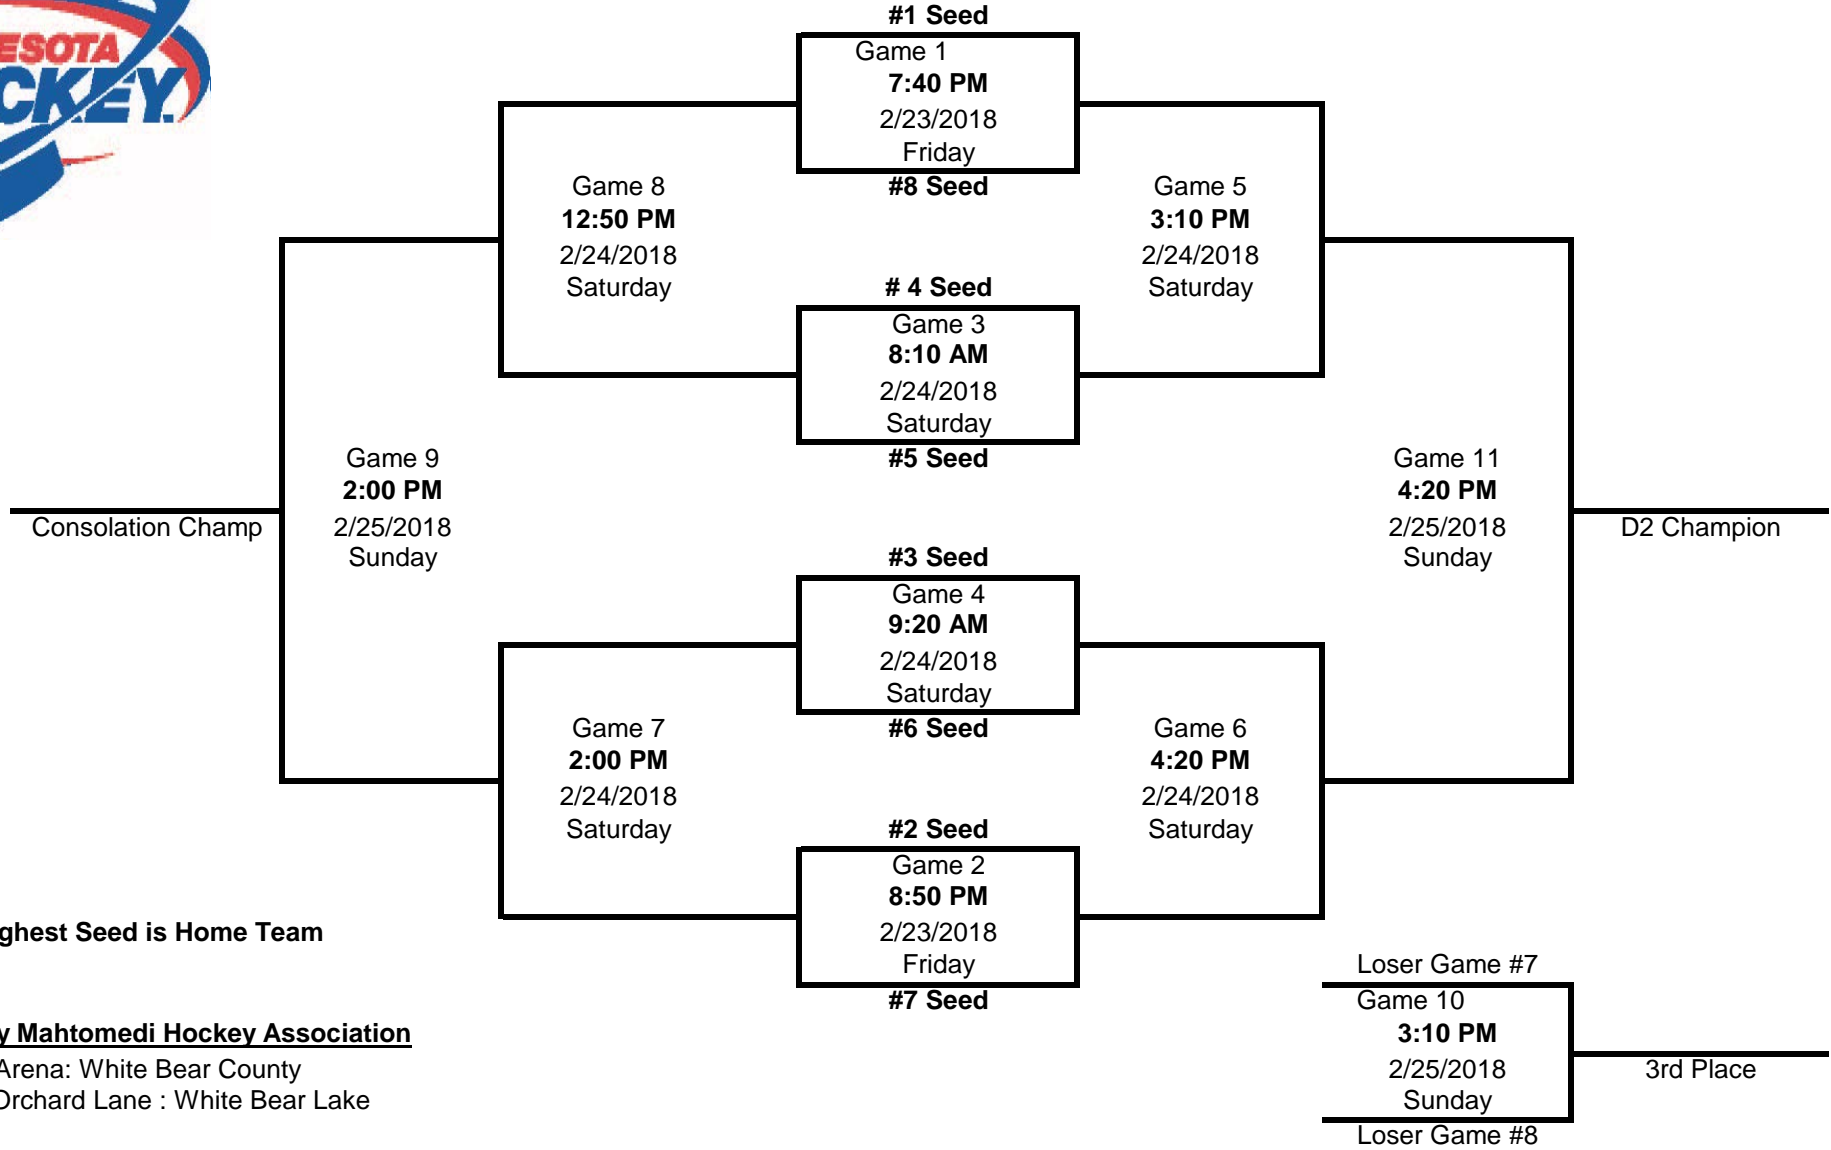 #1 Seed
Game 1
7:40 PM
2/23/2018
Friday
#8 Seed
Game 8
12:50 PM
2/24/2018
Saturday
Game 5
3:10 PM
2/24/2018
Saturday
# 4 Seed
Game 3
8:10 AM
2/24/2018
Saturday
#5 Seed
Game 9
2:00 PM
2/25/2018
Sunday
Consolation Champ
Game 11
4:20 PM
2/25/2018
Sunday
D2 Champion
#3 Seed
Game 4
9:20 AM
2/24/2018
Saturday
#6 Seed
Game 7
2:00 PM
2/24/2018
Saturday
Game 6
4:20 PM
2/24/2018
Saturday
#2 Seed
Game 2
8:50 PM
2/23/2018
Friday
#7 Seed
ghest Seed is Home Team
y Mahtomedi Hockey Association
Arena: White Bear County
Orchard Lane : White Bear Lake
Loser Game #7
Game 10
3:10 PM
2/25/2018
Sunday
Loser Game #8
3rd Place
ESOTA
CKEY